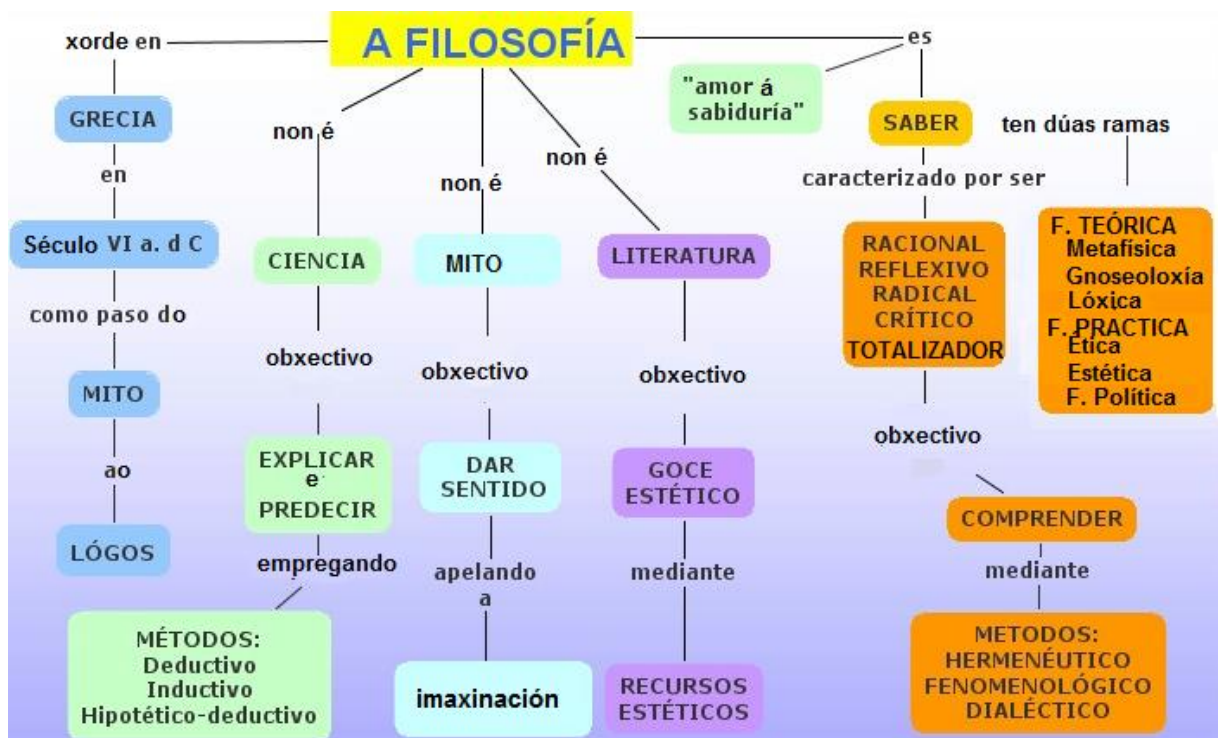 A FILOSOFÍA
xorde en
GRECIA
en
Século VI a. d C
como paso do
MITO
ao
LÓGOS
non é
CIENCIA
obxectivo
EXPLICAR
e
PREDECIR
empregando
MÉTODOS:
Deductivo
Inductivo
Hipotético-deductivo
non é
MITO
obxectivo
DAR
SENTIDO
apelando
a
imaxinación
non é
LITERATURA
obxectivo
GOCE
ESTÉTICO
mediante
RECURSOS
ESTÉTICOS
es
"amor á
sabiduría"
SABER
caracterizado por ser
RACIONAL
REFLEXIVO
RADICAL
CRÍTICO
TOTALIZADOR
obxectivo
COMPRENDER
mediante
METODOS:
HERMENÉUTICO
FENOMENOLÓGICO
DIALÉCTICO
ten dúas ramas
F. TEÓRICA
Metafísica
Gnoseoloxía
Lóxica
F. PRACTICA
Ética
Estética
F. Política